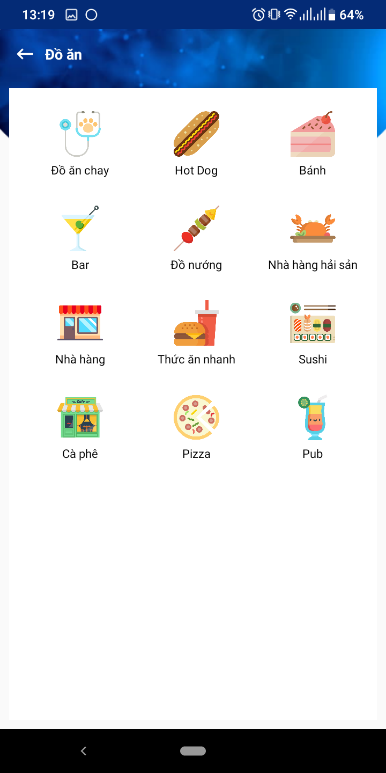 13:19 64%
Đồ ăn
Đồ ăn chay Hot Dog Bánh
Bar Đồ nướng Nhà hàng hải sản
Nhà hàng Thức ăn nhanh Sushi
Cà phê Pizza Pub